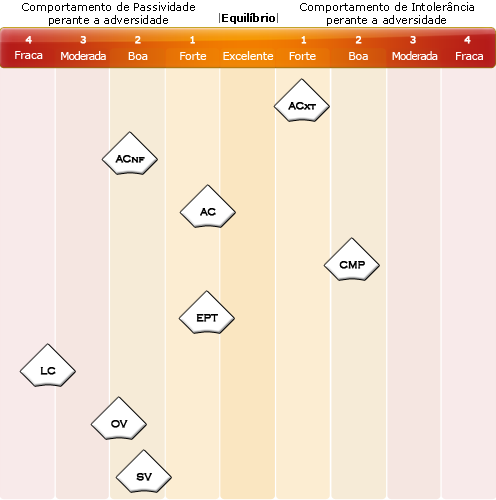 Comportamento de Passividade
perante a adversidade
|Equilíbrio|
Comportamento de Intolerância
perante a adversidade
4 3 2 1 1 2 3 4
Fraca Moderada Boa Forte Excelente Forte Boa Moderada Fraca
ACXT
ACNF
AC
CMP
EPT
LC
OV
SV